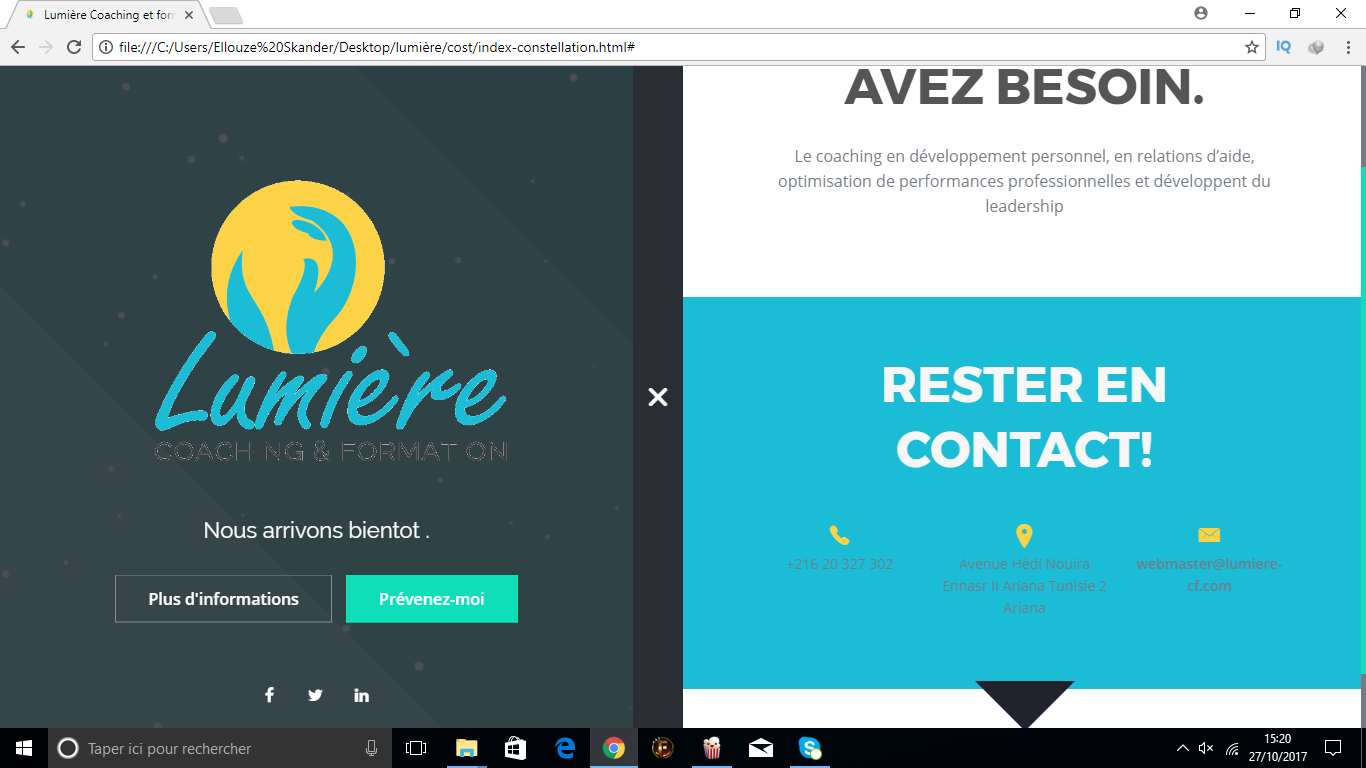 Lumière Coaching et for
file:///C:/Users/Ellouze%20Skander/Desktop/lumière/cost/index-constellation.html#
IQ
Lumière
COACHING & FORMATION
Nous arrivons bientot .
Plus d'informations
Prévenez-moi
AVEZ BESOIN.
Le coaching en développement personnel, en relations d’aide,
optimisation de performances professionnelles et développent du
leadership
RESTER EN
CONTACT!
+216 20 327 302
Avenue Hédi Nouira
Ennasr II Ariana Tunisie 2
Ariana
webmaster@lumiere-
cf.com
Taper ici pour rechercher
15:20
27/10/2017